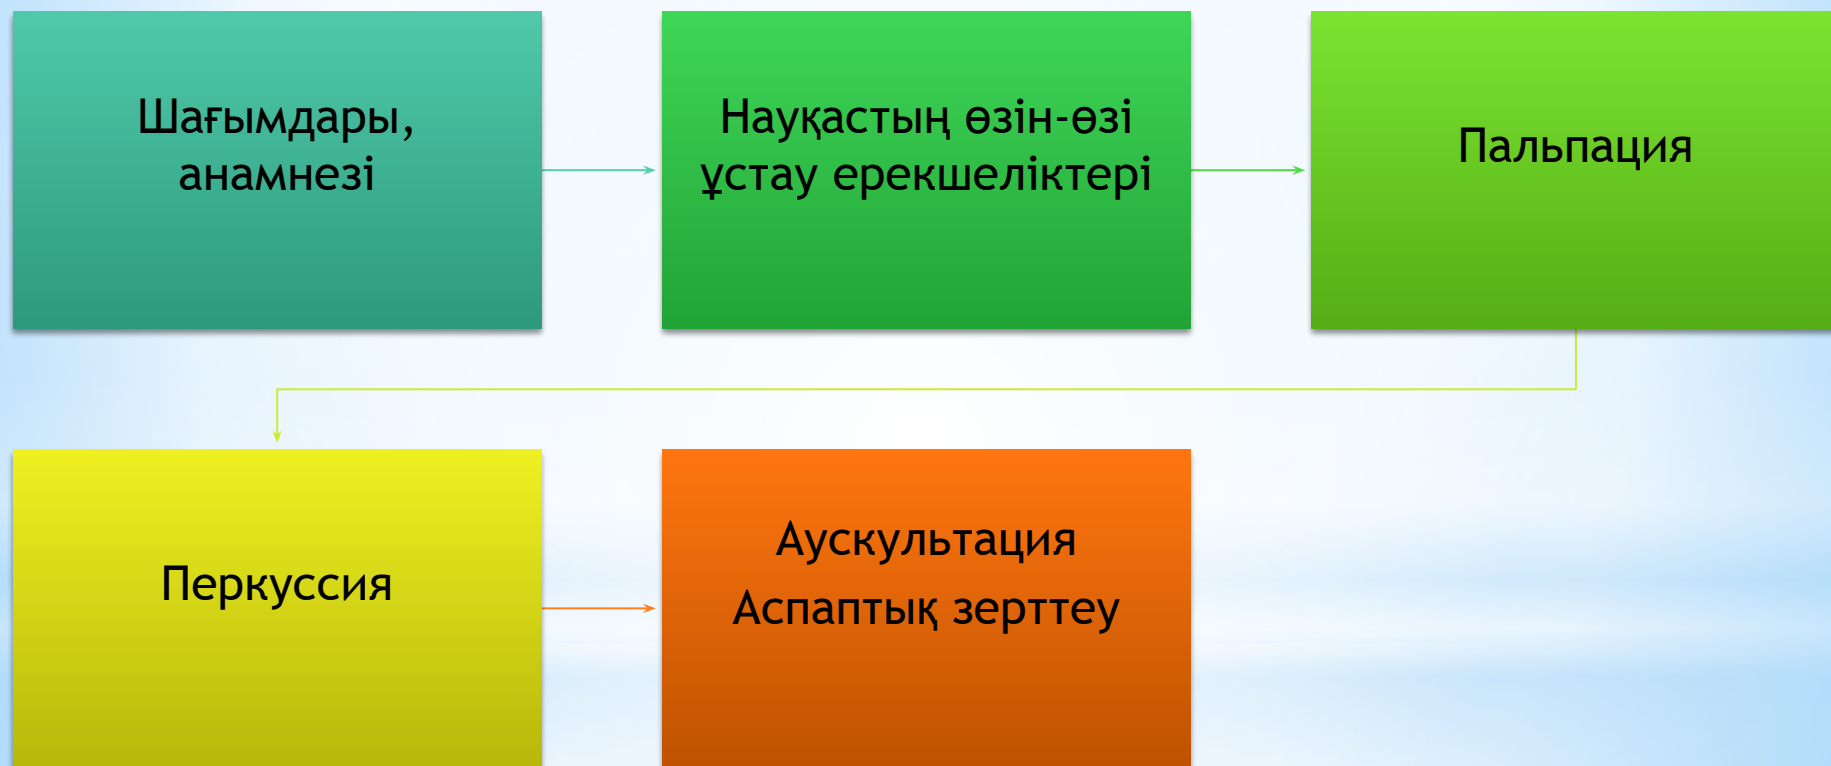 Шағымдары,
анамнезі
Науқастың өзін-өзі
ұстау ерекшеліктері
Пальпация
Перкуссия
Аускультация
Аспаптық зерттеу